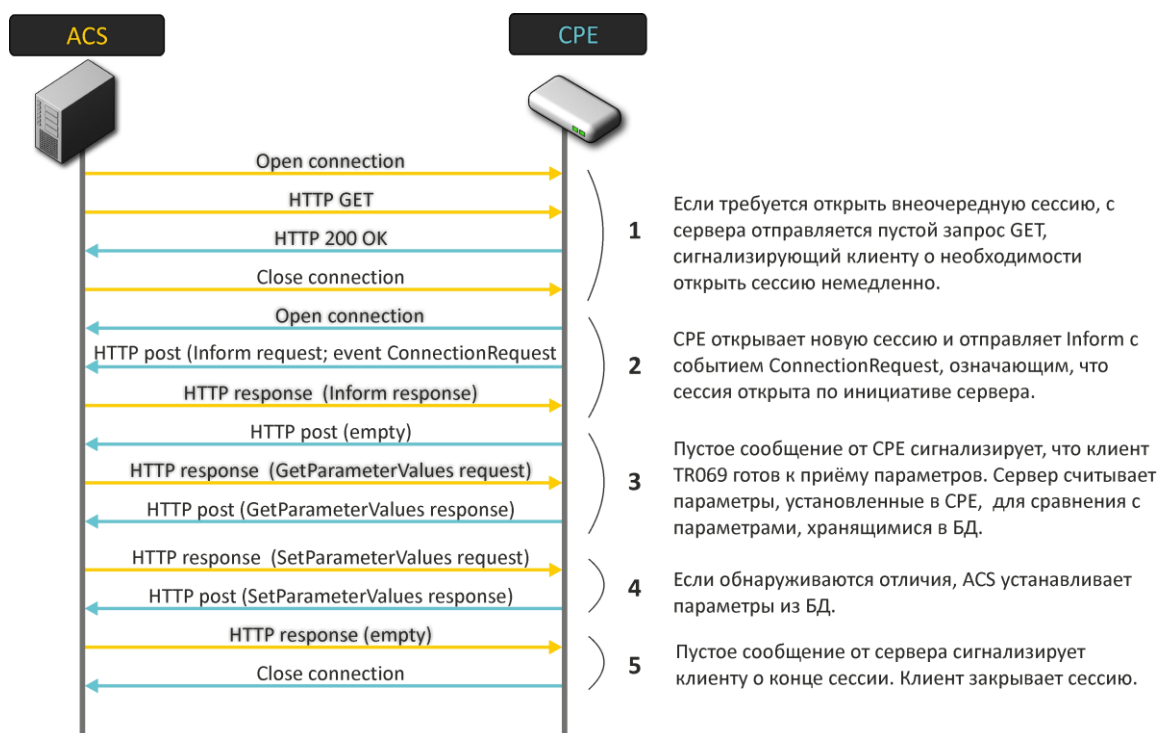 ACS
CPE
Open connection
HTTP GET
HTTP 200 OK
Close connection
1
Если требуется открыть внеочередную сессию, с
сервера отправляется пустой запрос GET,
сигнализирующий клиенту о необходимости
открыть сессию немедленно.
Open connection
HTTP post (Inform request; event ConnectionRequest
HTTP response (Inform response)
2
CPE открывает новую сессию и отправляет Inform с
событием ConnectionRequest, означающим, что
сессия открыта по инициативе сервера.
HTTP post (empty)
HTTP response (GetParameterValues request)
HTTP post (GetParameterValues response)
3
Пустое сообщение от CPE сигнализирует, что клиент
TR069 готов к приёму параметров. Сервер считывает
параметры, установленные в CPE, для сравнения с
параметрами, хранящимися в БД.
HTTP response (SetParameterValues request)
HTTP post (SetParameterValues response)
4
Если обнаруживаются отличия, ACS устанавливает
параметры из БД.
HTTP response (empty)
Close connection
5
Пустое сообщение от сервера сигнализирует
клиенту о конце сессии. Клиент закрывает сессию.